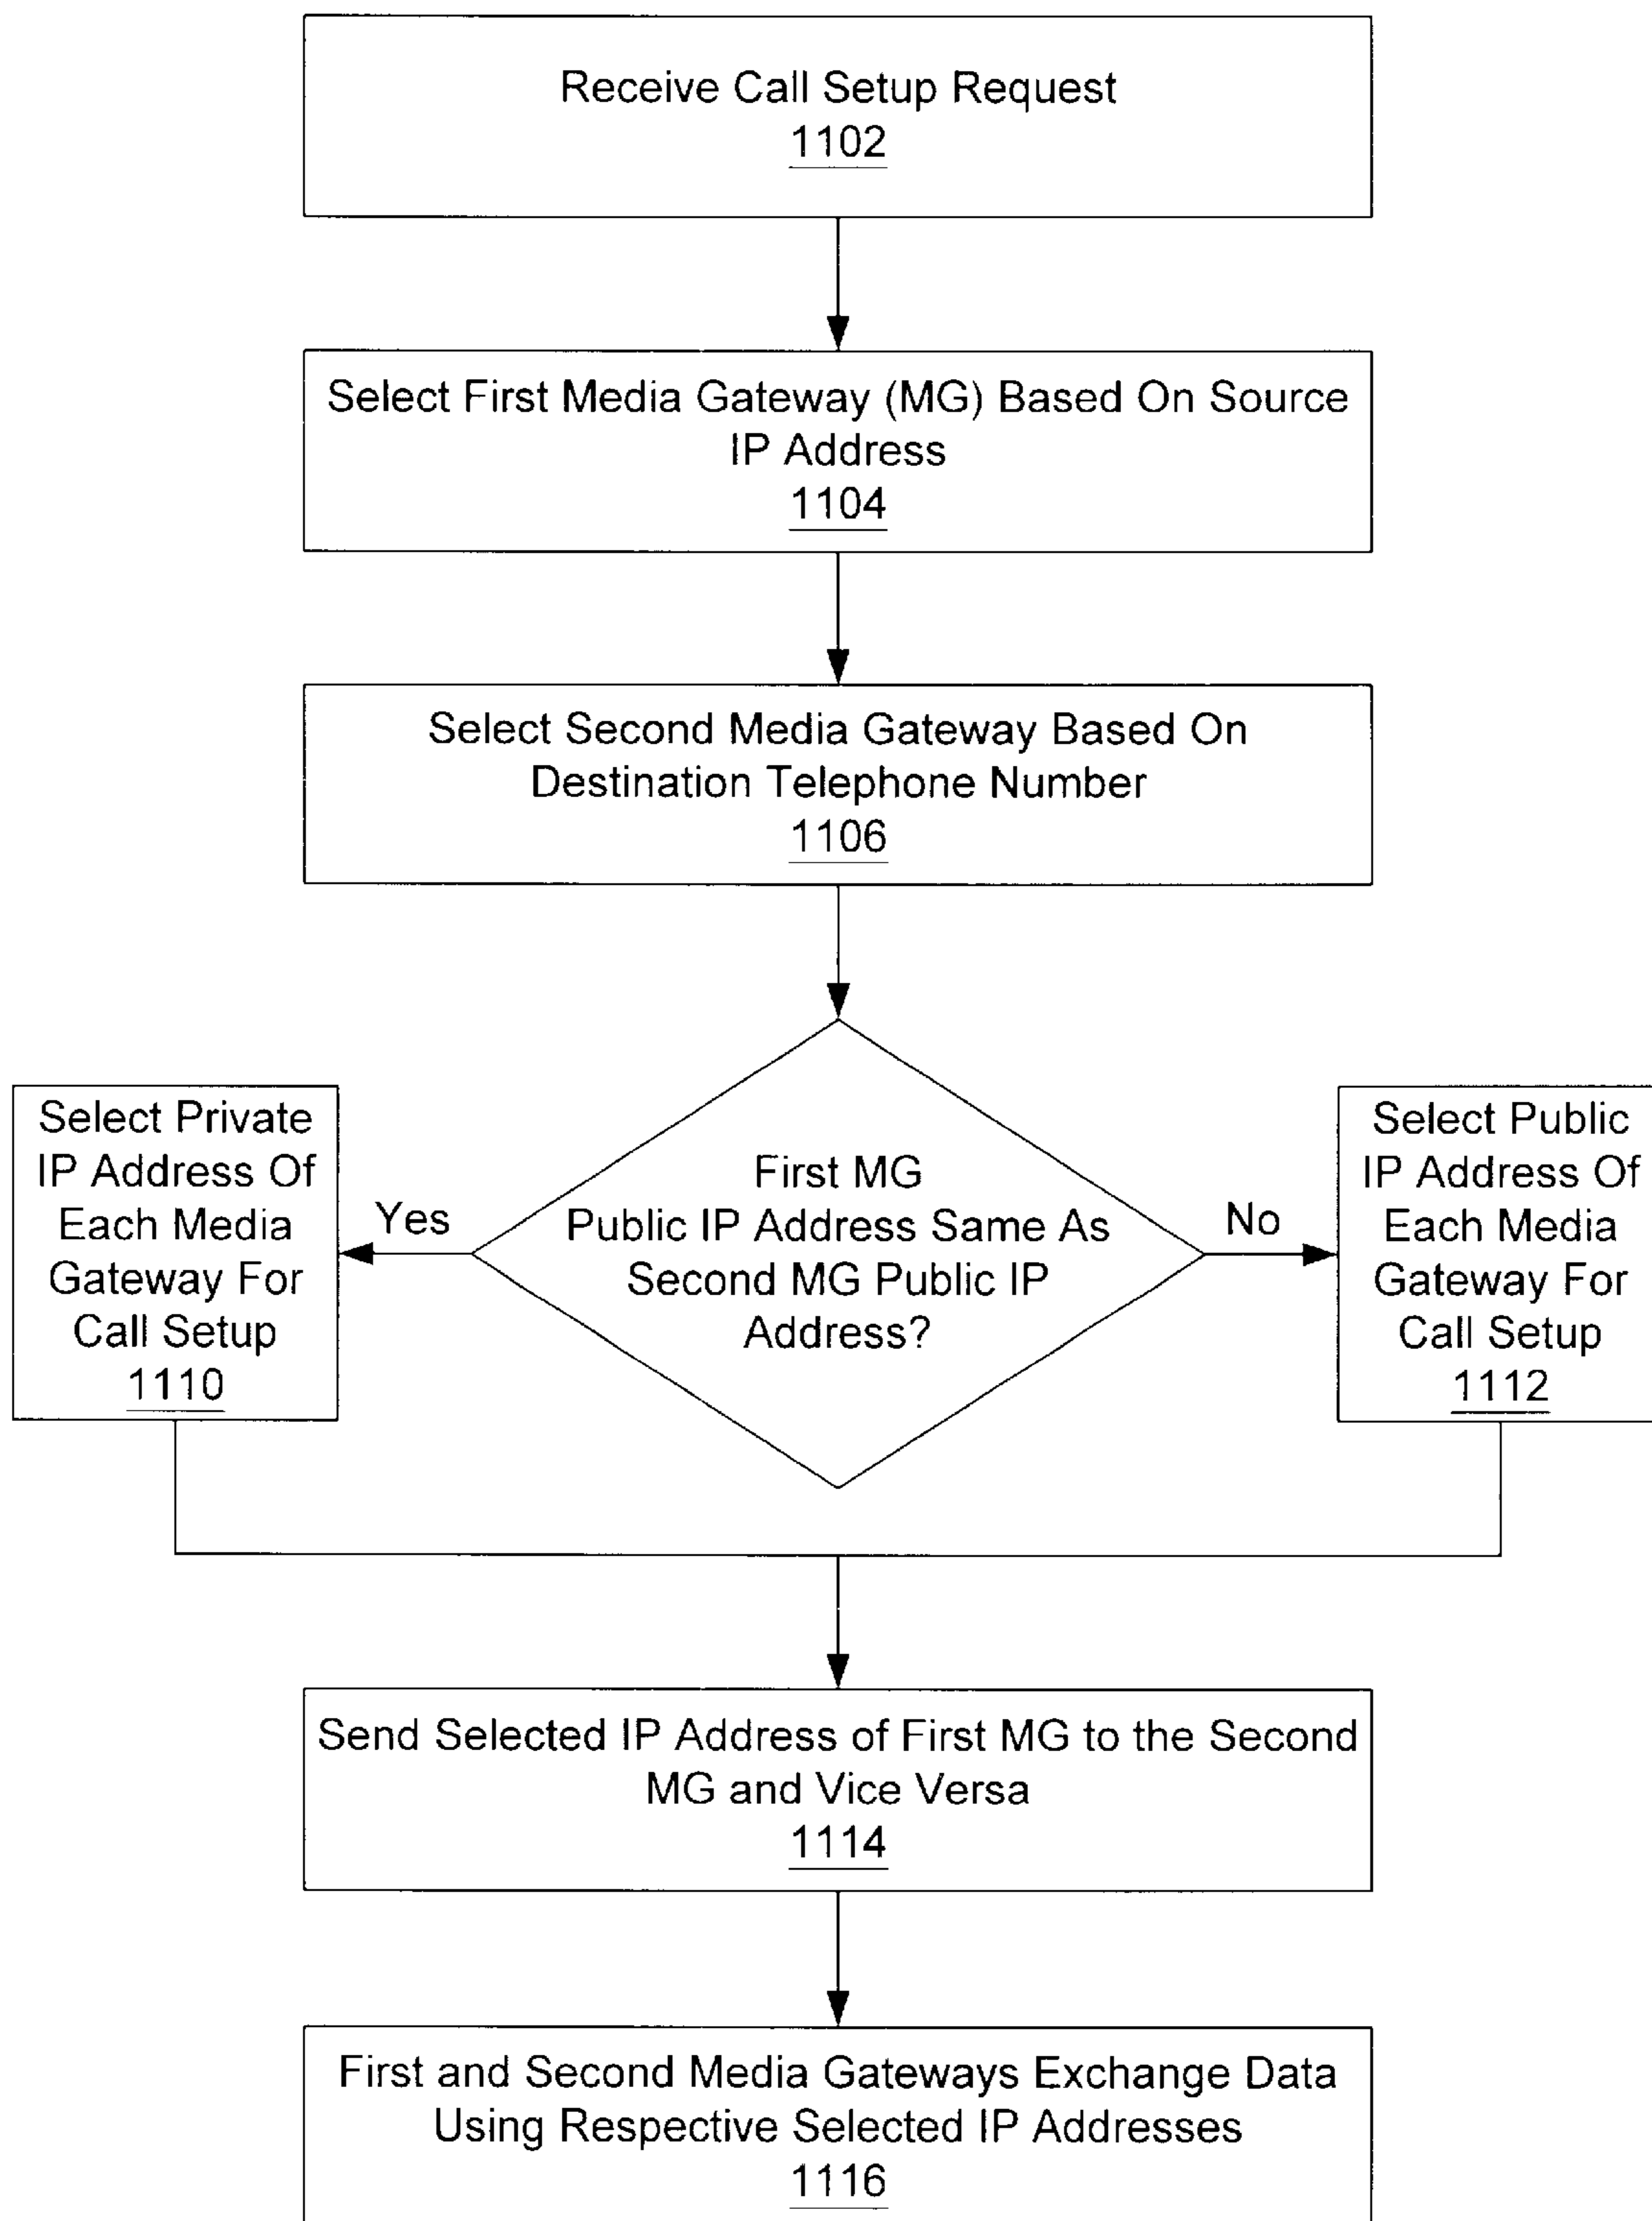 Receive Call Setup Request
1102
Select First Media Gateway (MG) Based On Source
IP Address
1104
Select Second Media Gateway Based On
Destination Telephone Number
1106
Select Private
IP Address Of
Each Media
Gateway For
Call Setup
1110
Yes
First MG
Public IP Address Same As
Second MG Public IP
Address?
No
Select Public
IP Address Of
Each Media
Gateway For
Call Setup
1112
Send Selected IP Address of First MG to the Second
MG and Vice Versa
1114
First and Second Media Gateways Exchange Data
Using Respective Selected IP Addresses
1116